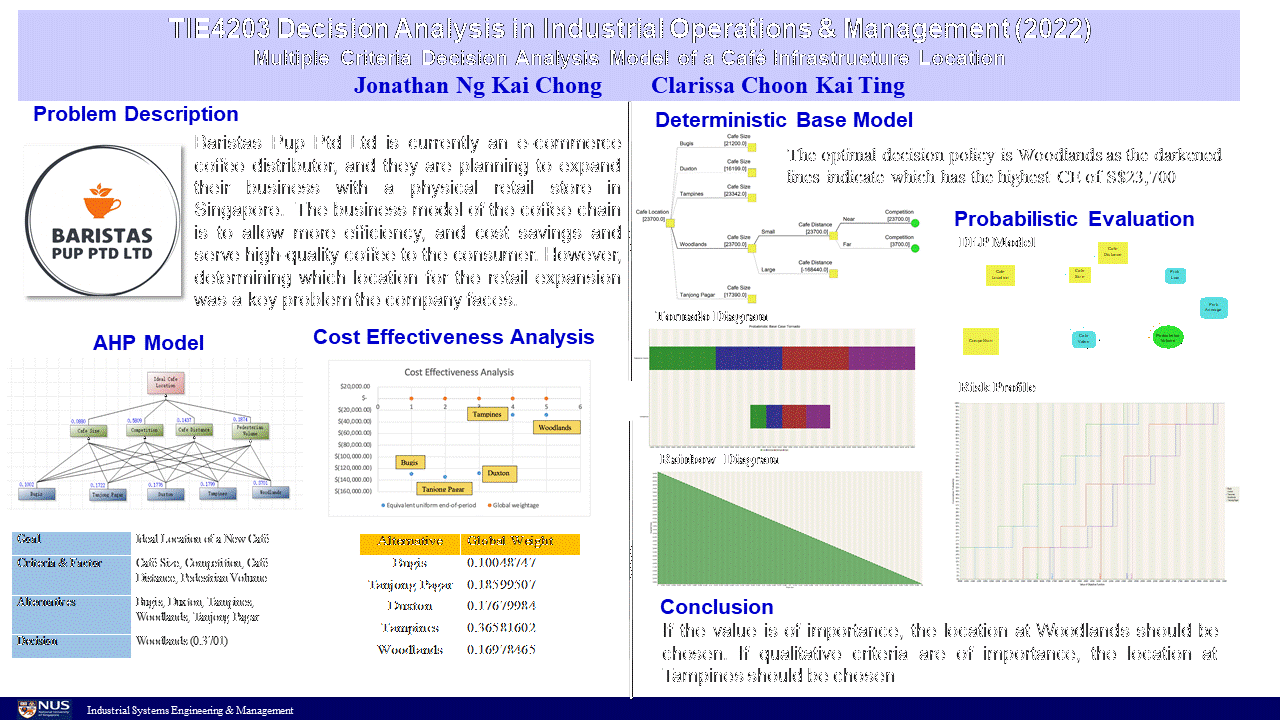 TIE4203 Decision Analysis in Industrial Operations & Management (2022)
Multiple Criteria Decision Analysis Model of a Café Infrastructure Location
Jonathan Ng Kai Chong Clarissa Choon Kai Ting
Problem Description
BARISTAS
PUP PTD LTD
Baristas Pup Ptd Ltd is currently an e-commerce
coffee distributor, and they are planning to expand
their business with a physical retail store in
Singapore. The business model of the coffee chain
to allow more efficiency, and cost savings and
high quality coffee to the consumer. However,
determining which location for the retail expansion
was a key problem the company faces.
AHP Model
Ideal Cafe
Location
0.5809
0.1437
0.2874
Cafe Size
Competition
Cafe Distance
Pedestrian
Volume
0.1002
0.1722
0.1776
0.1799
0.3701
Bugis
Tanjong Pagar
Duxton
Tampines
Woodlands
Goal
Ideal Location of a New Café
Criteria & Factor
Café Size, Competition, Café
Distance, Pedestrian Volume
Alternatives
Bugis, Duxton, Tampines,
Woodlands, Tanjong Pagar
Decision
Woodlands (0.3701)
Cost Effectiveness Analysis
Cost Effectiveness Analysis
$20,000.00
$-
$(20,000.00)
$(40,000.00)
$(60,000.00)
$(80,000.00)
$(100,000.00)
$(120,000.00)
$(140,000.00)
$(160,000.00)
0 1 2 3 4 5 6
Tampines
Woodlands
Bugis
Duxton
Tanjong Pagar
Equivalent uniform end-of-period
Global weightage
Alternative Global Weight
Bugis 0.10048747
Tanjong Pagar 0.18599307
Duxton 0.17679984
Tampines 0.36581602
Woodlands 0.16978465
Deterministic Base Model
Cafe Location
[23700.0]
Bugis
Cafe Size
[21200.0]
Duxton
Cafe Size
[16199.0]
Tampines
Cafe Size
[23342.0]
Woodlands
Cafe Size
[23700.0]
Small
Cafe Distance
[23700.0]
Near
Competition
[23700.0]
Far
Competition
[3700.0]
Large
Cafe Distance
[-168440.0]
Tanjong Pagar
Cafe Size
[17390.0]
The optimal decision policy is Woodlands as the darkened
lines indicate which has the highest CE of S$23,700
Tornado Diagram
Probabilistic Base Case Tornado
Rainbow Diagram
Probabilistic Evaluation
DEP Model
Cafe
Location
Cafe
Size
Cafe
Distance
Competition
Cafe
Value
Pedestrian
Volume
Risk Profile
Conclusion
If the value is of importance, the location at Woodlands should be
chosen. If qualitative criteria are of importance, the location at
Tampines should be chosen
NUS
National University
of Singapore
Industrial Systems Engineering & Management